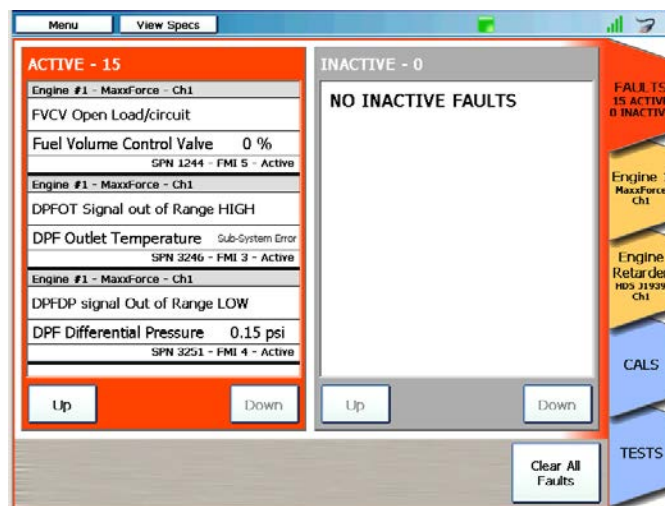 Menu
View Specs
ACTIVE - 15
Engine #1 - MaxxForce - Ch1
FVCV Open Load/circuit
Fuel Volume Control Valve 0 %
SPN 1244 - FMI 5 - Active
Engine #1 - MaxxForce - Ch1
DPFOT Signal out of Range HIGH
DPF Outlet Temperature Sub-System Error
SPN 3246 - FMI 3 - Active
Engine #1 - MaxxForce - Ch1
DPFDP signal Out of Range LOW
DPF Differential Pressure 0.15 psi
SPN 3251 - FMI 4 - Active
Up
Down
INACTIVE - 0
NO INACTIVE FAULTS
Up
Down
Clear All
Faults
FAULTS
15 ACTIVE
0 INACTIVE
Engine
MaxxForce
Ch1
Engine
Retarder
HDS J1939
Ch1
CALS
TESTS